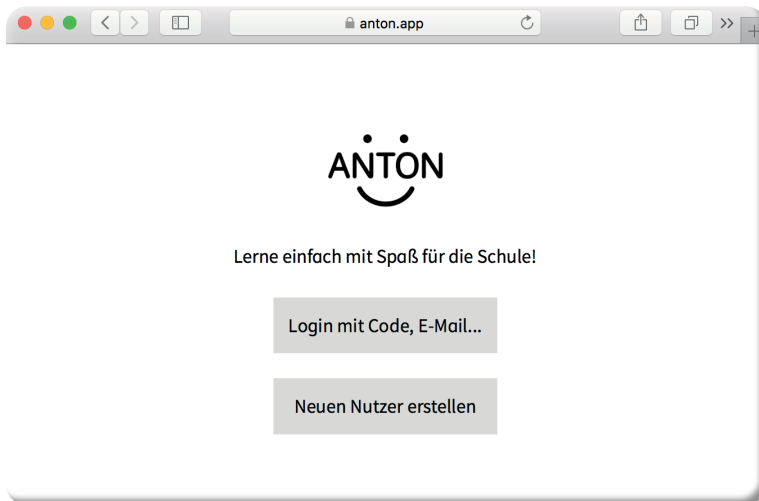 anton.app
ANTON
Lerne einfach mit Spaß für die Schule!
Login mit Code, E-Mail...
Neuen Nutzer erstellen